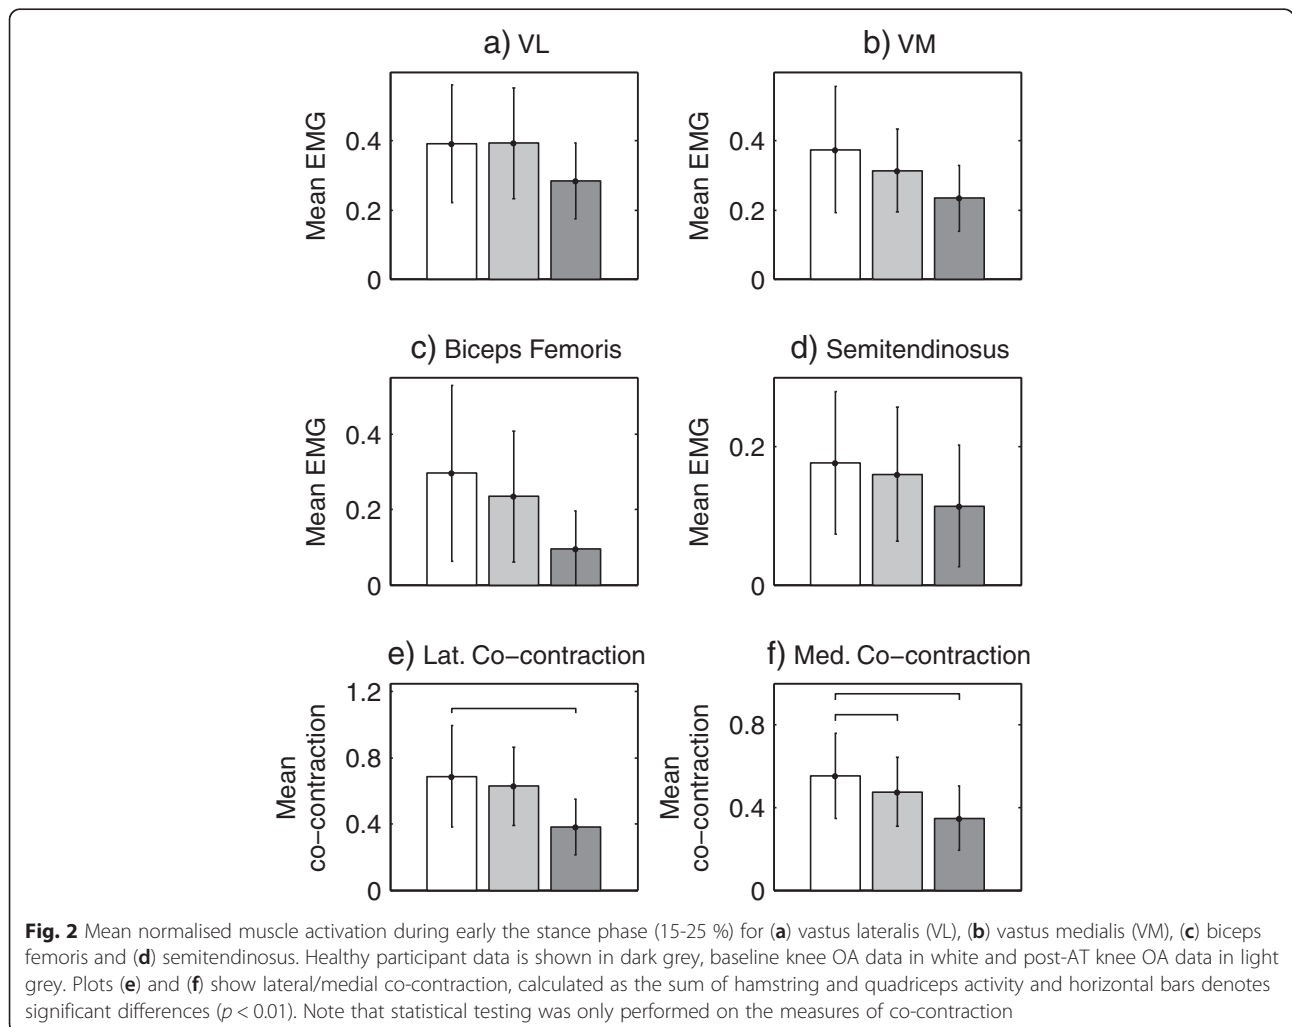 a) VL
b) VM
Mean EMG
0.4
0.2
0
Mean EMG
0.4
0.2
0
c) Biceps Femoris
d) Semitendinosus
Mean EMG
0.4
0.2
0
Mean EMG
0.2
0
e) Lat. Co–contraction
f) Med. Co–contraction
Mean
co–contraction
1.2
0.8
0.4
0
Mean
co–contraction
0.8
0.4
0
Fig. 2 Mean normalised muscle activation during early the stance phase (15-25 %) for (a) vastus lateralis (VL), (b) vastus medialis (VM), (c) biceps
femoris and (d) semitendinosus. Healthy participant data is shown in dark grey, baseline knee OA data in white and post-AT knee OA data in light
grey. Plots (e) and (f) show lateral/medial co-contraction, calculated as the sum of hamstring and quadriceps activity and horizontal bars denotes
significant differences (p < 0.01). Note that statistical testing was only performed on the measures of co-contraction